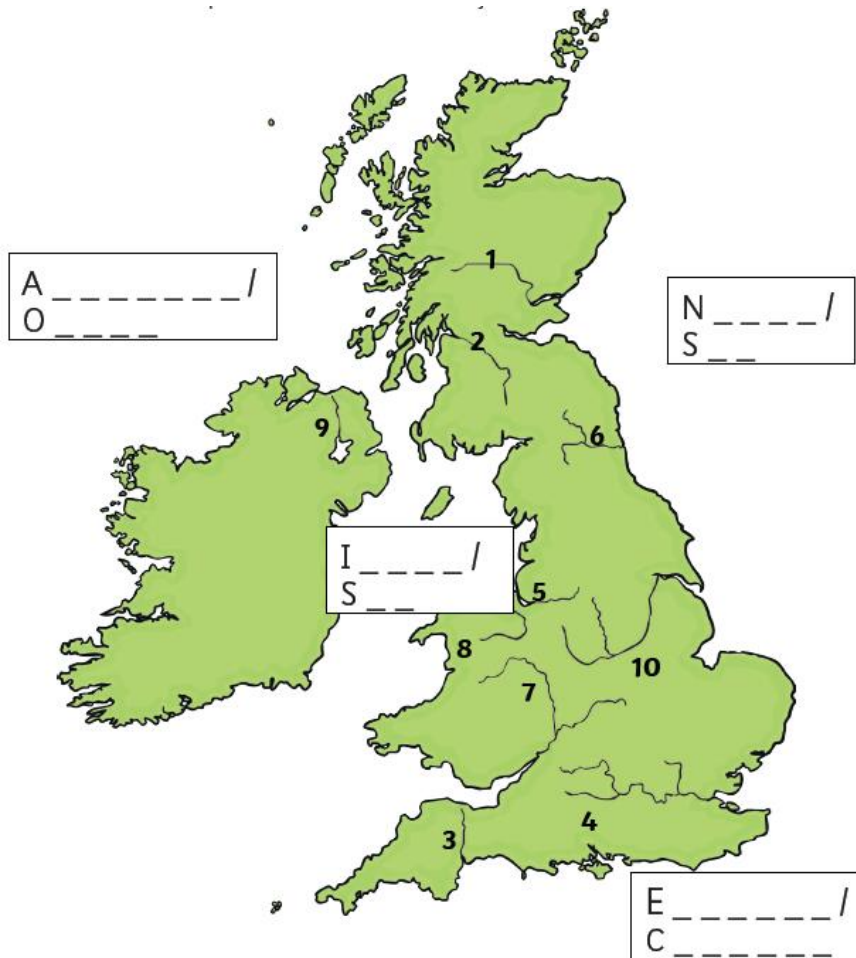 1
A _ _ _ _ _ _ _ /
O _ _ _ _
N _ _ _ _ /
S _ _
2
9
6
I _ _ _ _ /
S _ _
5
8
10
7
4
3
E _ _ _ _ _ _ /
C _ _ _ _ _ _